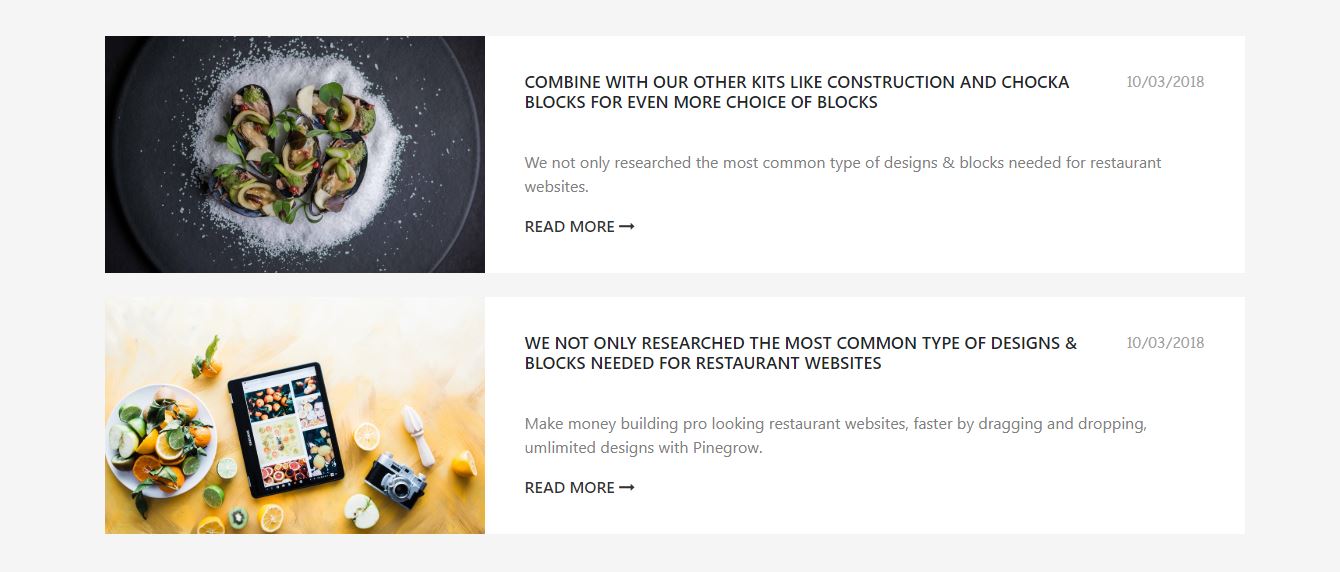 COMBINE WITH OUR OTHER KITS LIKE CONSTRUCTION AND CHOCKA
BLOCKS FOR EVEN MORE CHOICE OF BLOCKS
10/03/2018
We not only researched the most common type of designs & blocks needed for restaurant
websites.
READ MORE
WE NOT ONLY RESEARCHED THE MOST COMMON TYPE OF DESIGNS &
BLOCKS NEEDED FOR RESTAURANT WEBSITES
10/03/2018
Make money building pro looking restaurant websites, faster by dragging and dropping,
umlimited designs with Pinegrow.
READ MORE